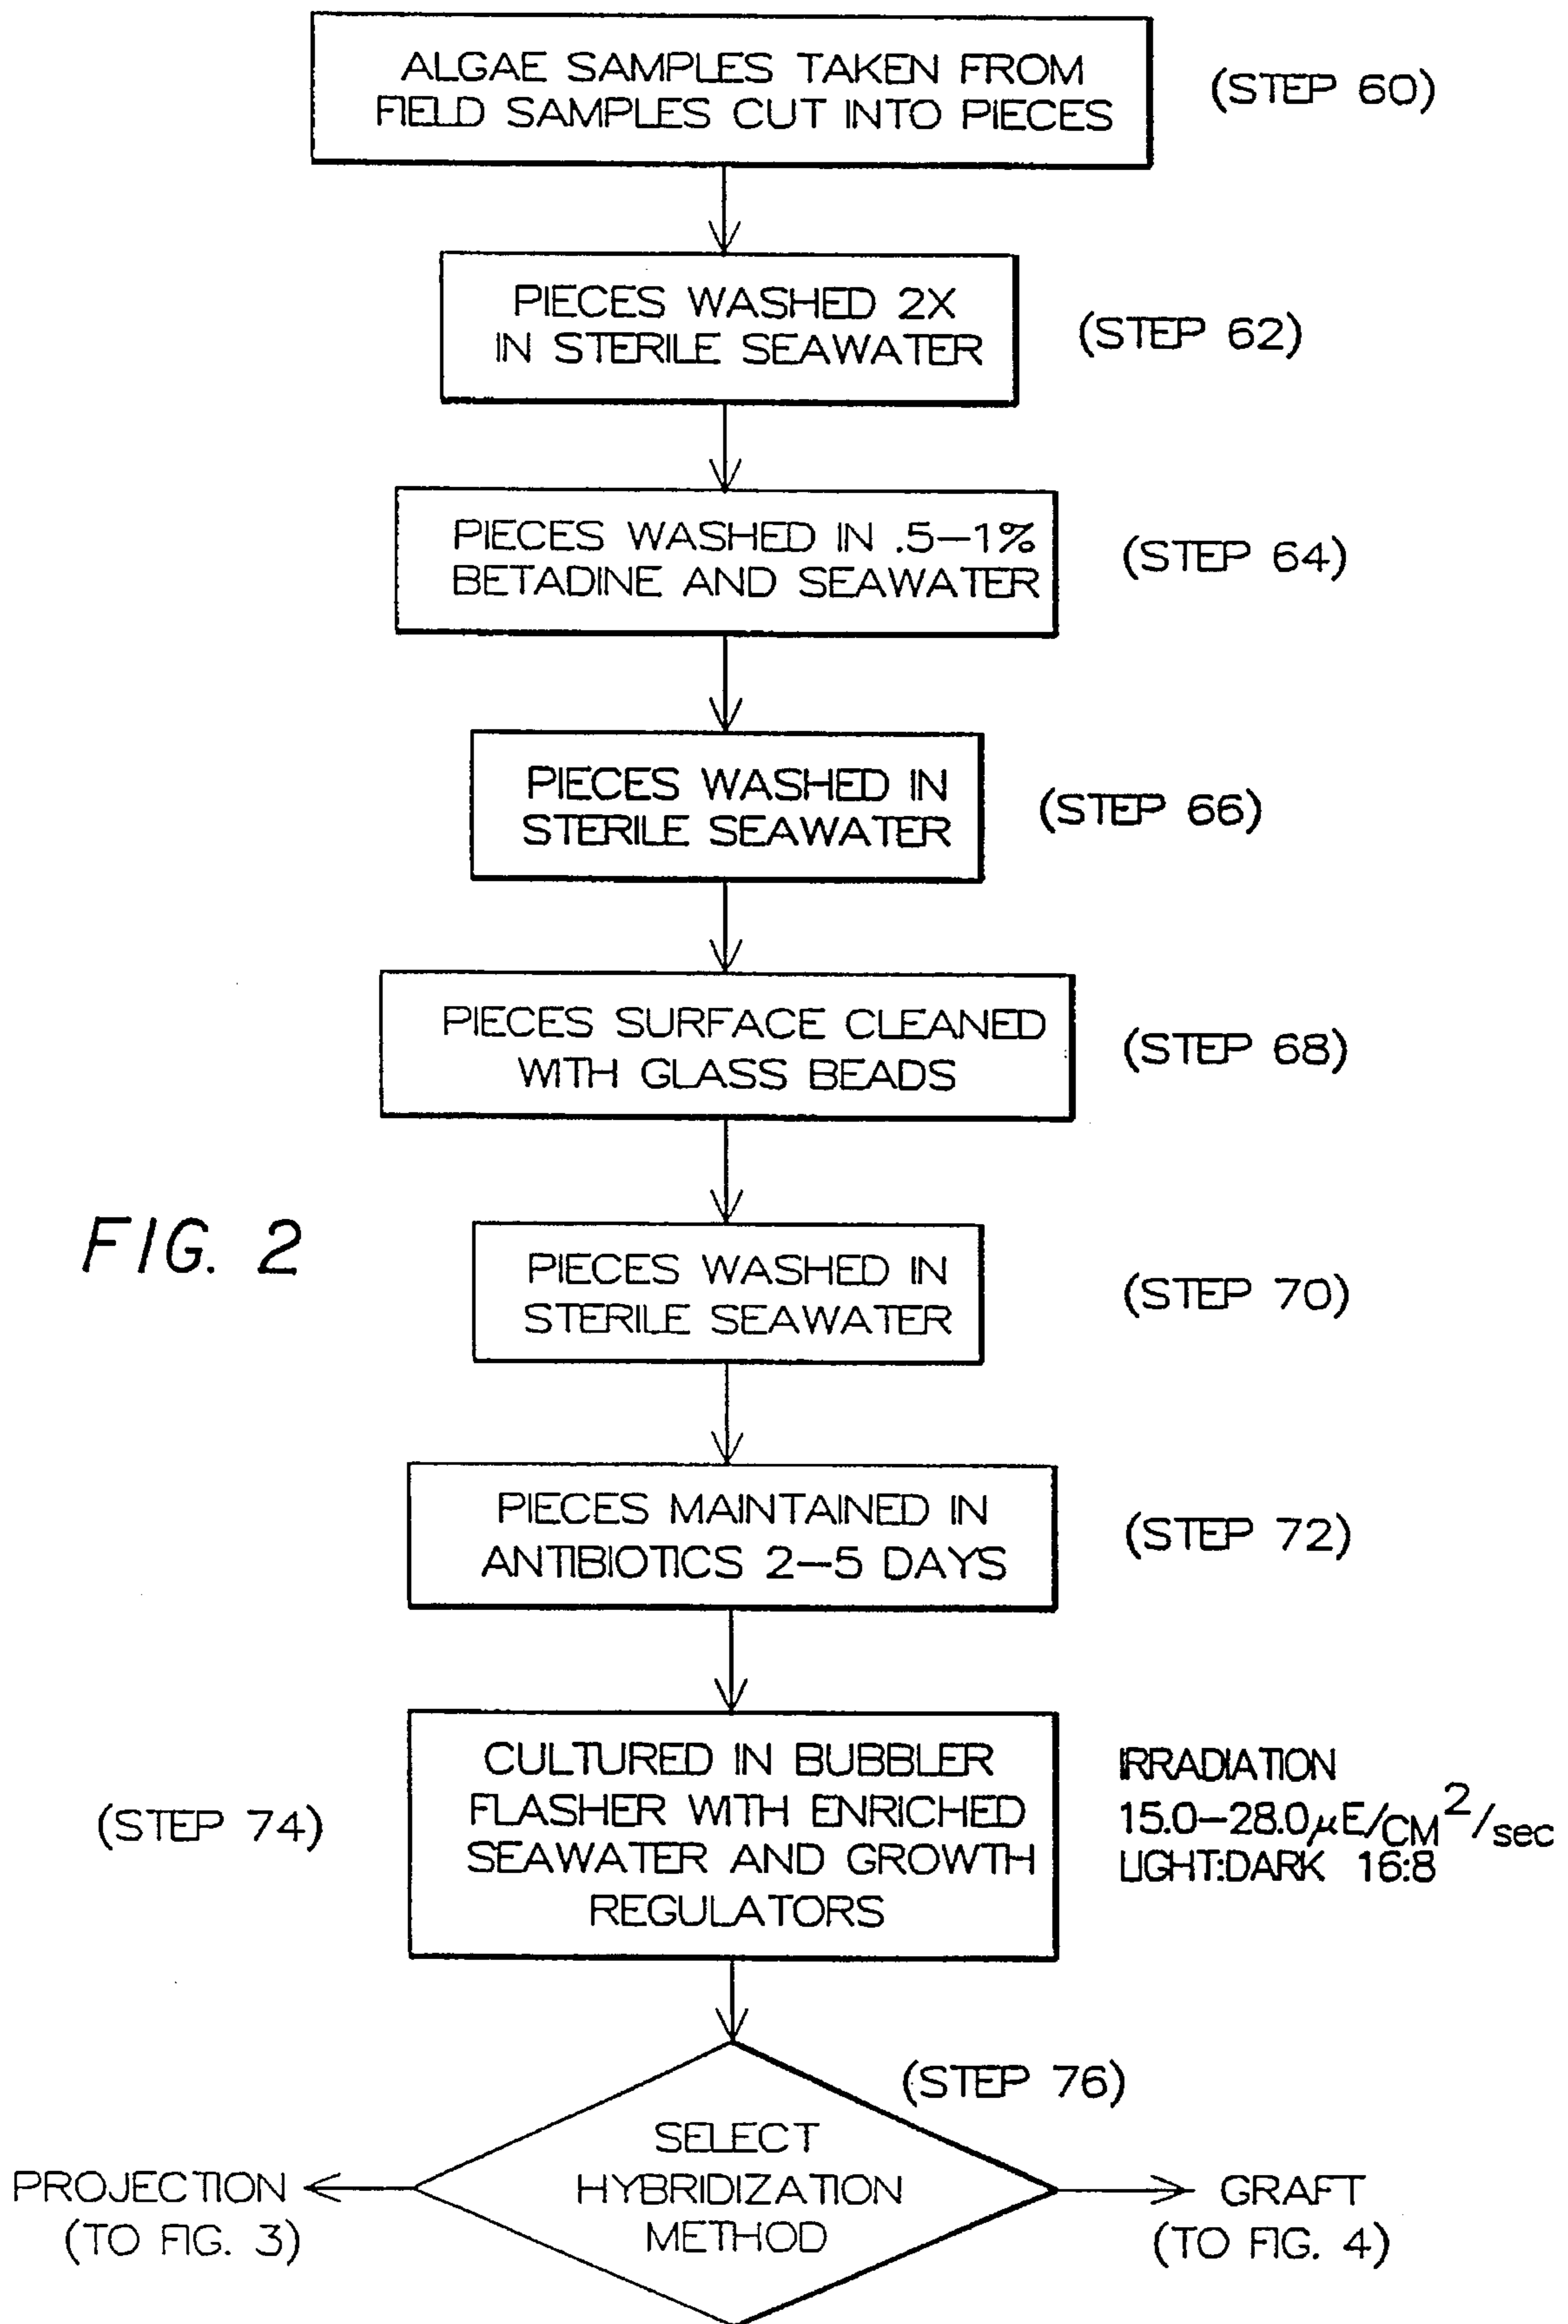 ALGAE SAMPLES TAKEN FROM
FIELD SAMPLES CUT INTO PIECES
(STEP 60)
PIECES WASHED 2X
IN STERILE SEAWATER
(STEP 62)
PIECES WASHED IN .5-1%
BETADINE AND SEAWATER
(STEP 64)
PIECES WASHED IN
STERILE SEAWATER
(STEP 66)
PIECES SURFACE CLEANED
WITH GLASS BEADS
(STEP 68)
FIG. 2
PIECES WASHED IN
STERILE SEAWATER
(STEP 70)
PIECES MAINTAINED IN
ANTIBIOTICS 2-5 DAYS
(STEP 72)
(STEP 74)
CULTURED IN BUBBLER
FLASHER WITH ENRICHED
SEAWATER AND GROWTH
REGULATORS
IRRADIATION
15.0-28.0µE/CM²/sec
LIGHT:DARK 16:8
(STEP 76)
SELECT
HYBRIDIZATION
METHOD
PROJECTION
(TO FIG. 3)
GRAFT
(TO FIG. 4)